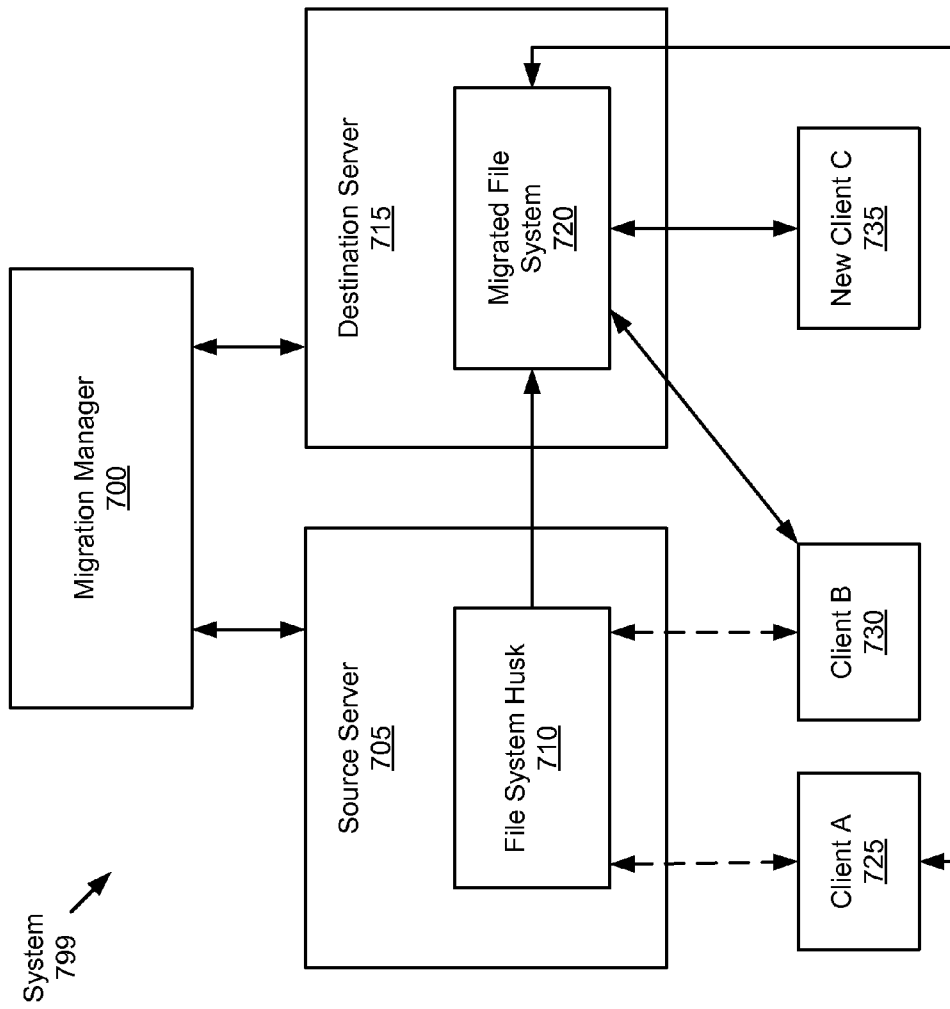 System
799
Migration Manager
700
Source Server
705
File System Husk
710
Destination Server
715
Migrated File
System
720
Client A
725
Client B
730
New Client C
735